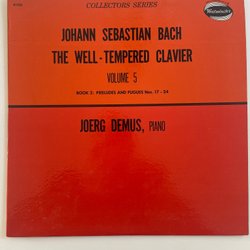 COLLECTORS SERIES
Westminster
JOHANN SEBASTIAN BACH
THE WELL-TEMPERED CLAVIER
VOLUME 5
BOOK 2: PRELUDES AND FUGUES Nos. 17-24
JOERG DEMUS, PIANO